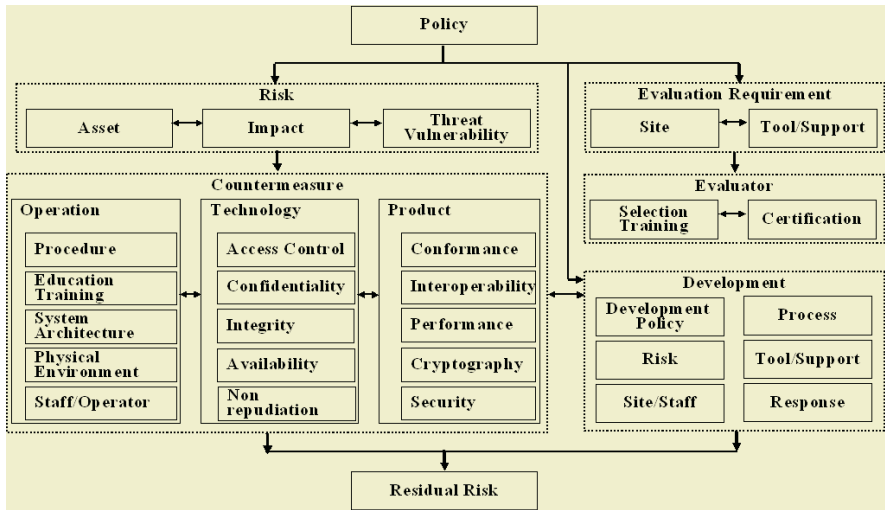 Policy
Risk
Asset
Impact
Threat
Vulnerability
Evaluation Requirement
Site
Tool/Support
Evaluator
Selection
Training
Certification
Countermeasure
Operation
Procedure
Education
Training
System
Architecture
Physical
Environment
Staff/Operator
Technology
Access Control
Confidentiality
Integrity
Availability
Non
repudiation
Product
Conformance
Interoperability
Performance
Cryptography
Security
Development
Development
Policy
Process
Risk
Tool/Support
Site/Staff
Response
Residual Risk